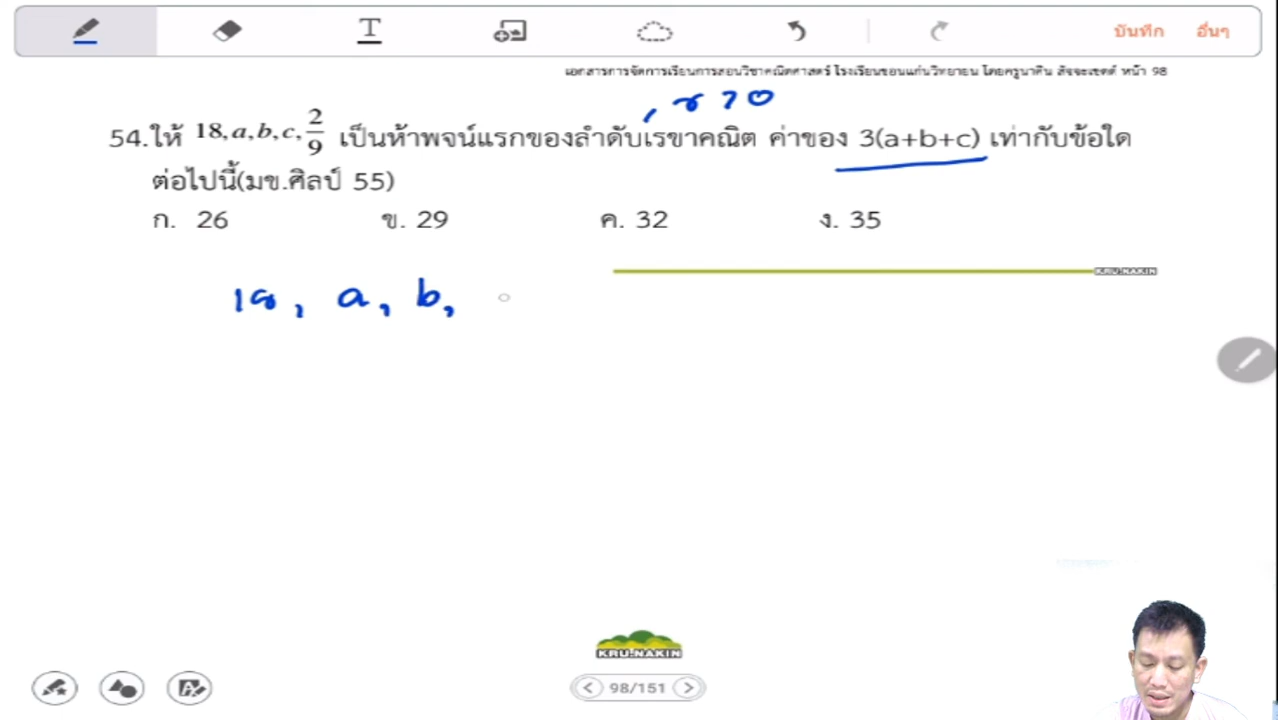 T บันทึก อื่นๆ
เอกสารการจัดการเรียนการสอนวิชาคณิตศาสตร์ โรงเรียนขอนแก่นวิทยายน โดยครูนาคิน สัจจะเขตต์ หน้า 98
, r > 0
54.ให้ 18, a, b, c, 2/9 เป็นห้าพจน์แรกของลำดับเรขาคณิต ค่าของ 3(a+b+c) เท่ากับข้อใด
ต่อไปนี้(มข.ศิลป์ 55)
ก. 26 ข. 29 ค. 32 ง. 35
KRU.NAKIN
18, a, b,
KRU.NAKIN
98/151